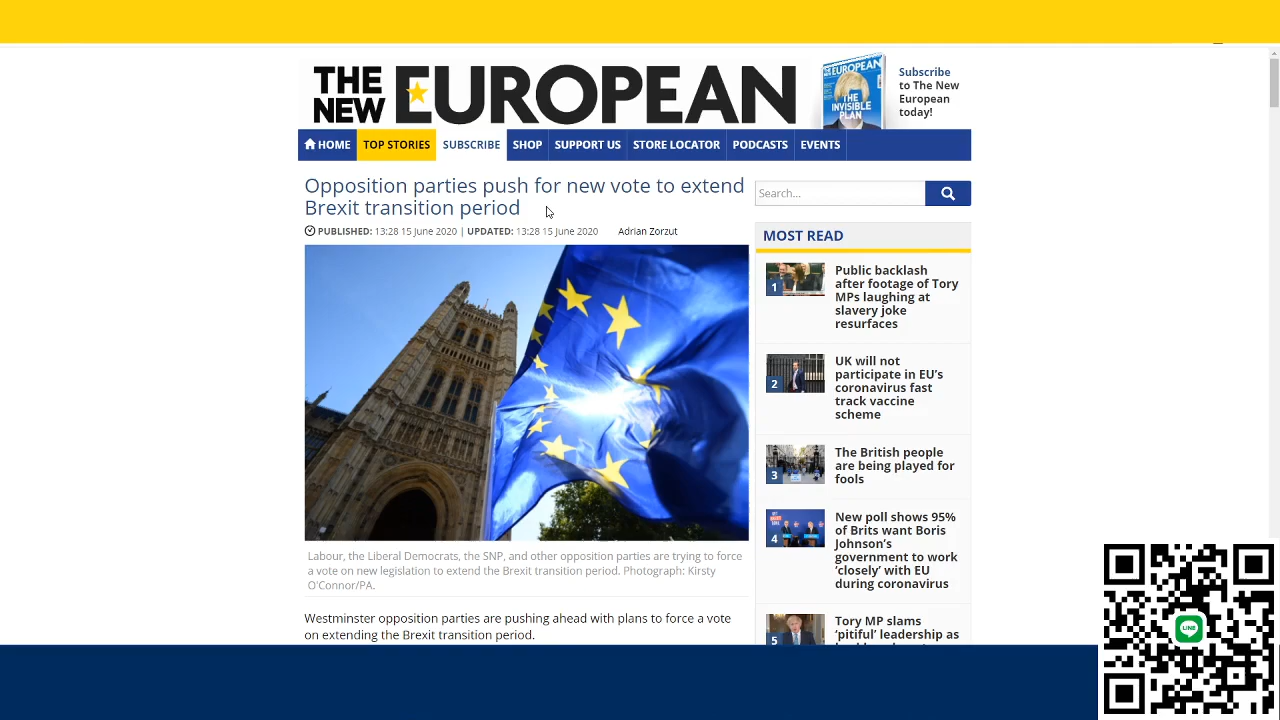 THE NEW EUROPEAN
EUROPEAN
THE
INVISIBLE
PLAN
Subscribe
to The New
European
today!
HOME
TOP STORIES
SUBSCRIBE
SHOP
SUPPORT US
STORE LOCATOR
PODCASTS
EVENTS
Opposition parties push for new vote to extend
Brexit transition period
PUBLISHED: 13:28 15 June 2020 | UPDATED: 13:28 15 June 2020 Adrian Zorzut
Labour, the Liberal Democrats, the SNP, and other opposition parties are trying to force
a vote on new legislation to extend the Brexit transition period. Photograph: Kirsty
O'Connor/PA.
Westminster opposition parties are pushing ahead with plans to force a vote
on extending the Brexit transition period.
Search...
MOST READ
1
Public backlash
after footage of Tory
MPs laughing at
slavery joke
resurfaces
2
UK will not
participate in EU's
coronavirus fast
track vaccine
scheme
3
The British people
are being played for
fools
4
New poll shows 95%
of Brits want Boris
Johnson's
government to work
'closely' with EU
during coronavirus
5
Tory MP slams
'pitiful' leadership as
LINE